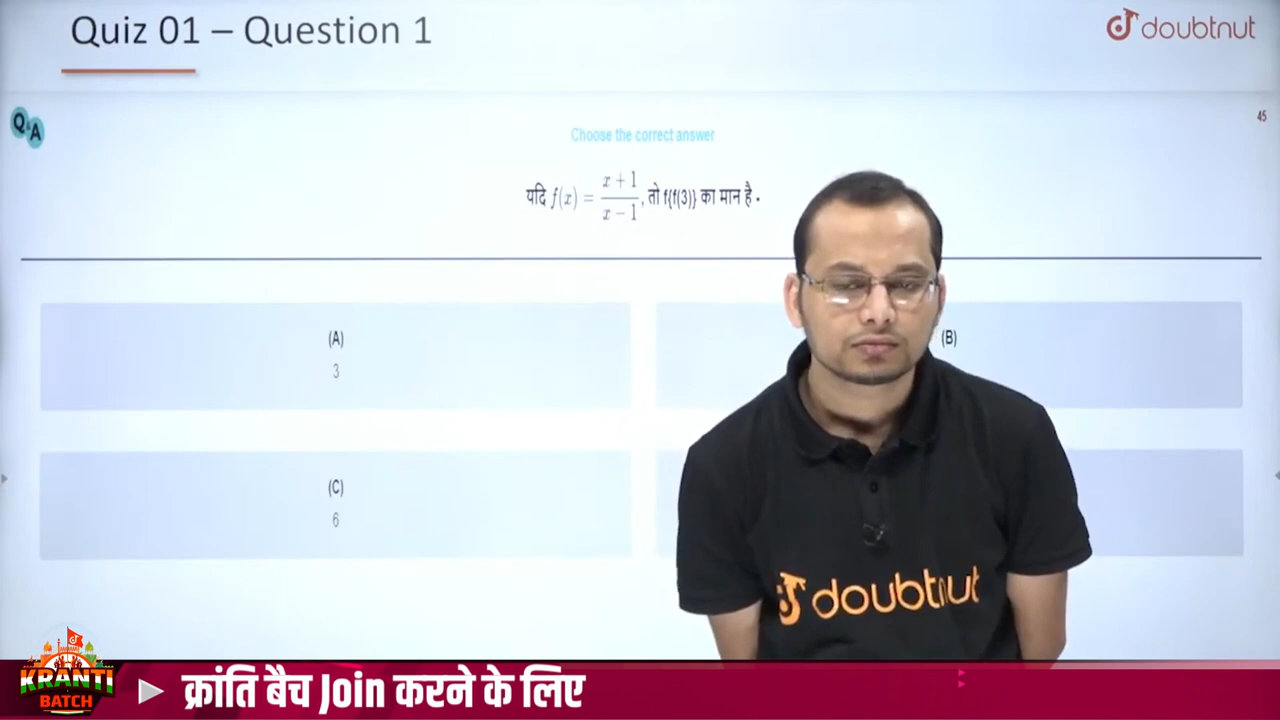 Quiz 01 – Question 1
doubtnut
Q&A
45
Choose the correct answer
यदि f(x) = \frac{x+1}{x-1}, तो f{f(3)} का मान है -
(A)
3
(B)
(C)
6
doubtnut
KRANTI
BATCH
क्रांति बैच Join करने के लिए